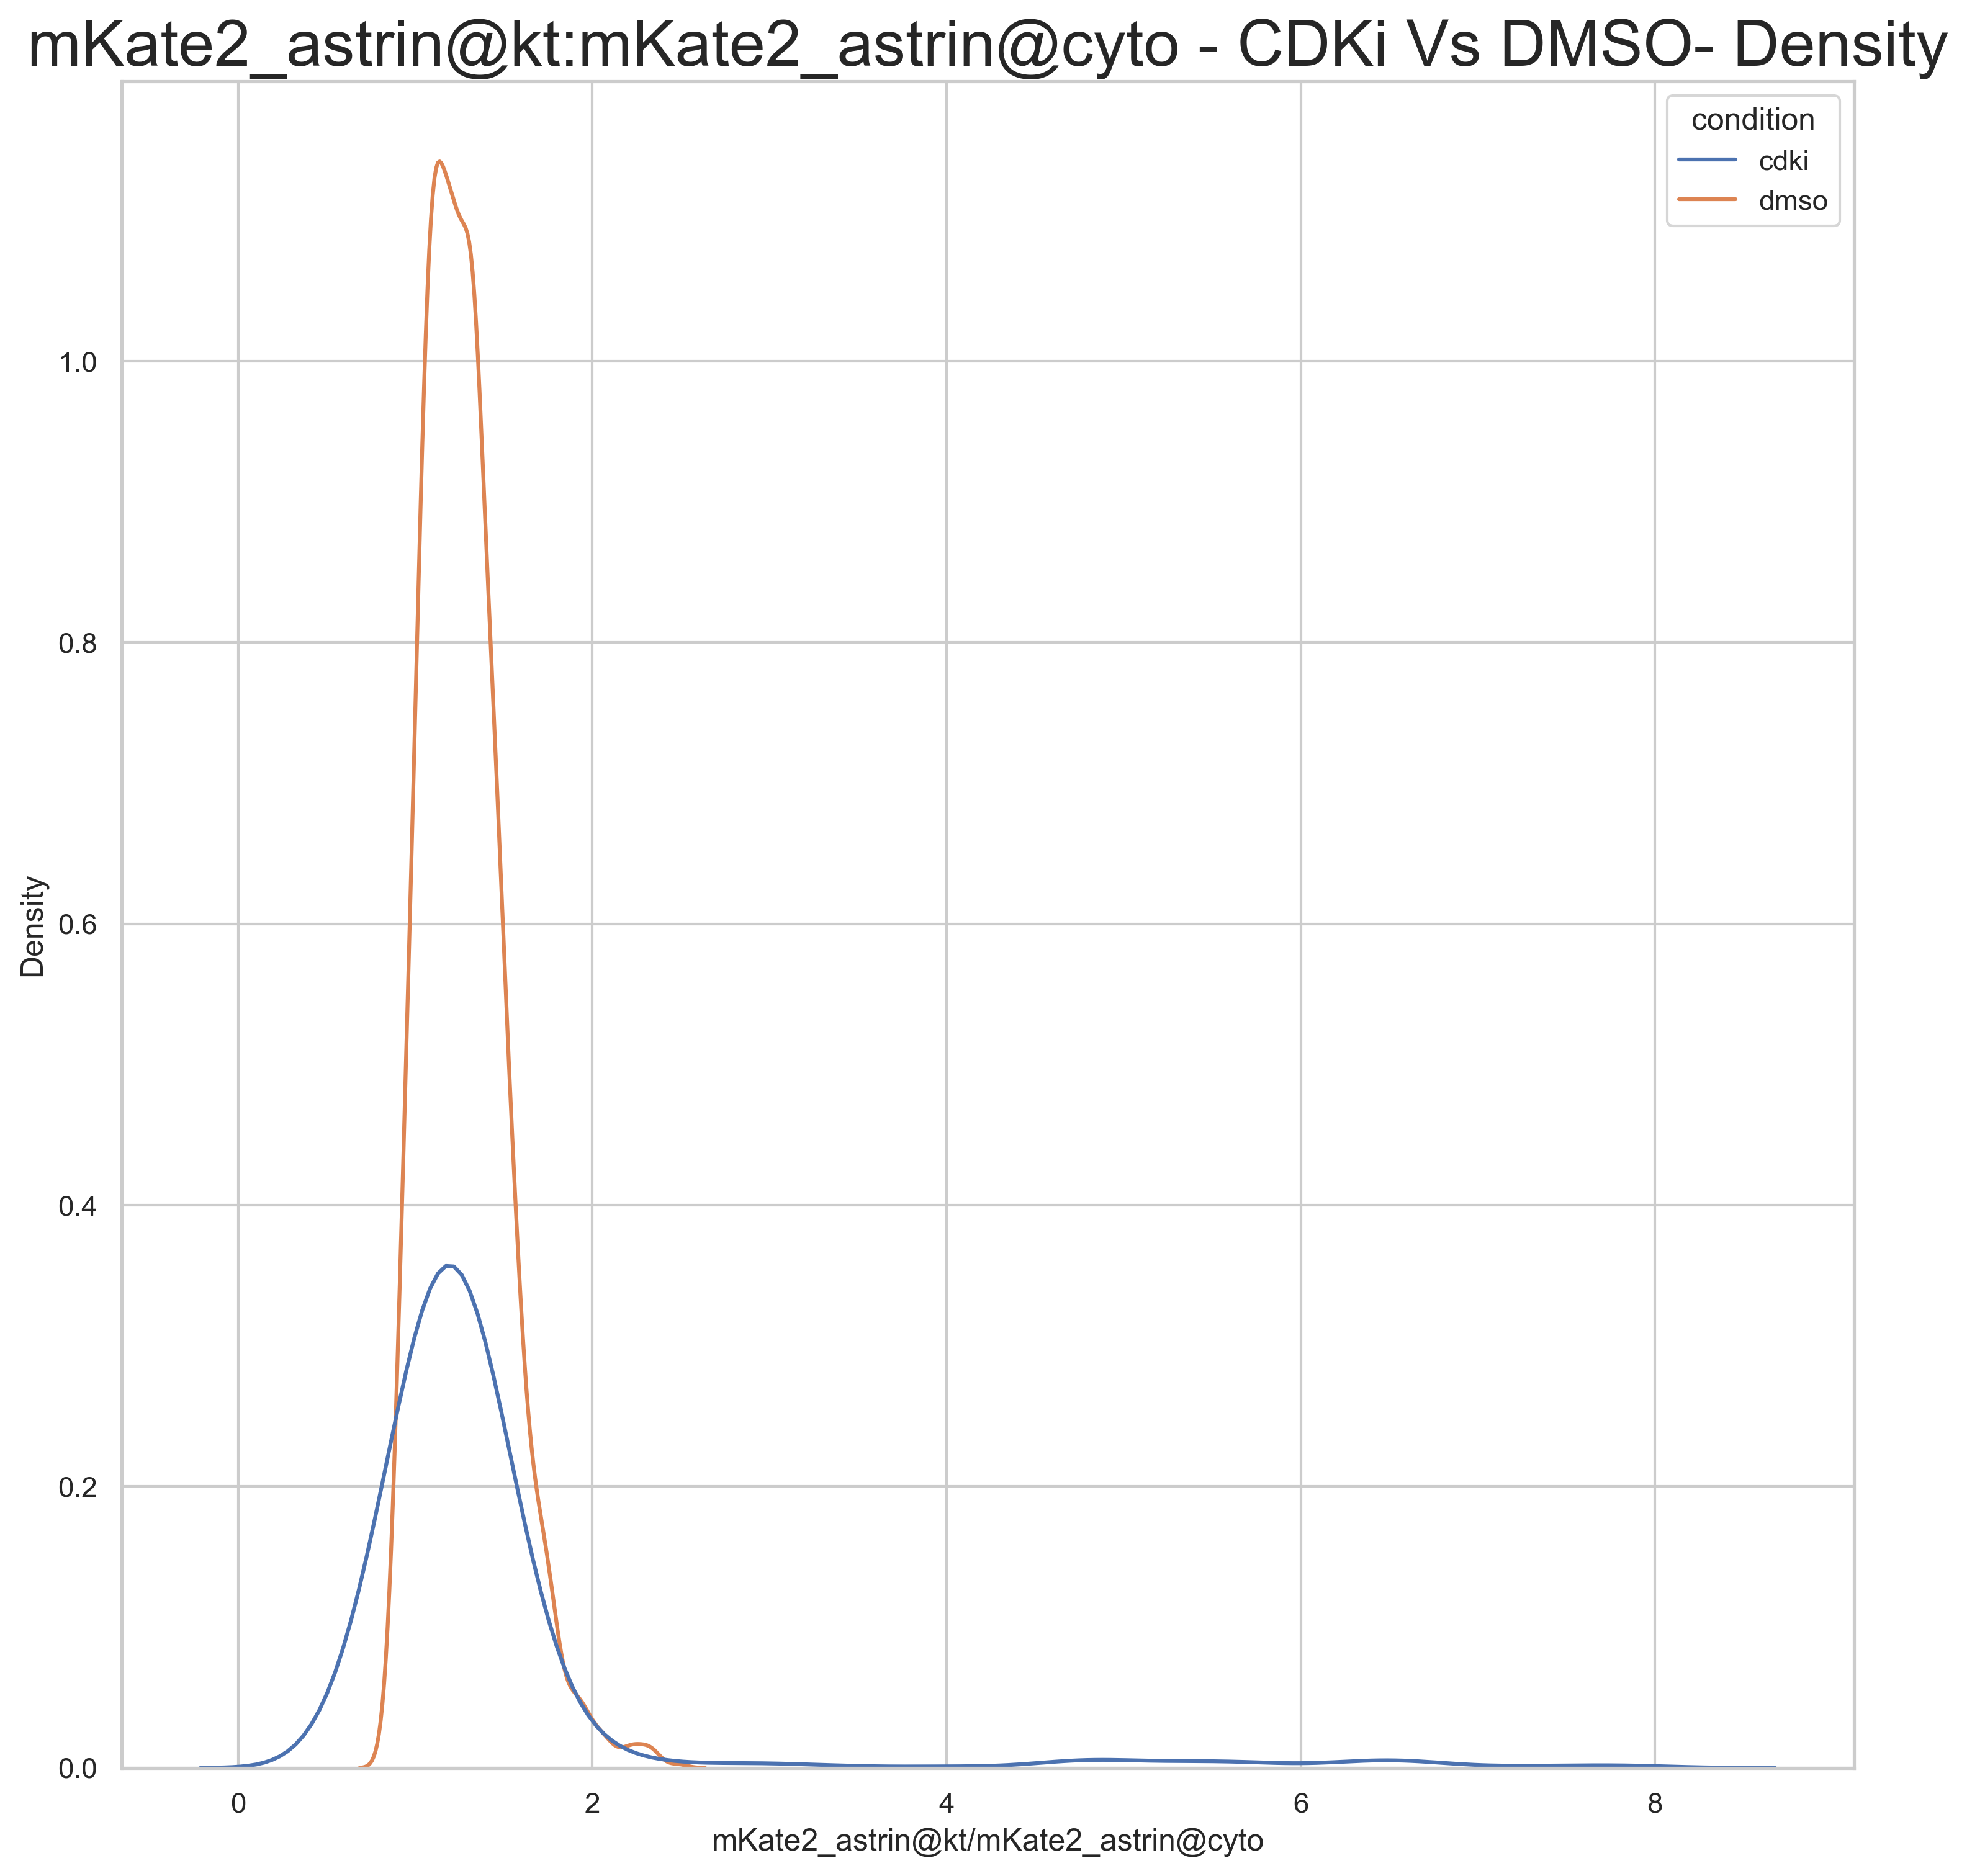 mKate2_astrin@kt:mKate2_astrin@cyto - CDKi Vs DMSO- Density
condition
cdki
dmso
1.0
0.8
0.6
0.4
0.2
0.0
Density
0 2 4 6 8
mKate2_astrin@kt/mKate2_astrin@cyto